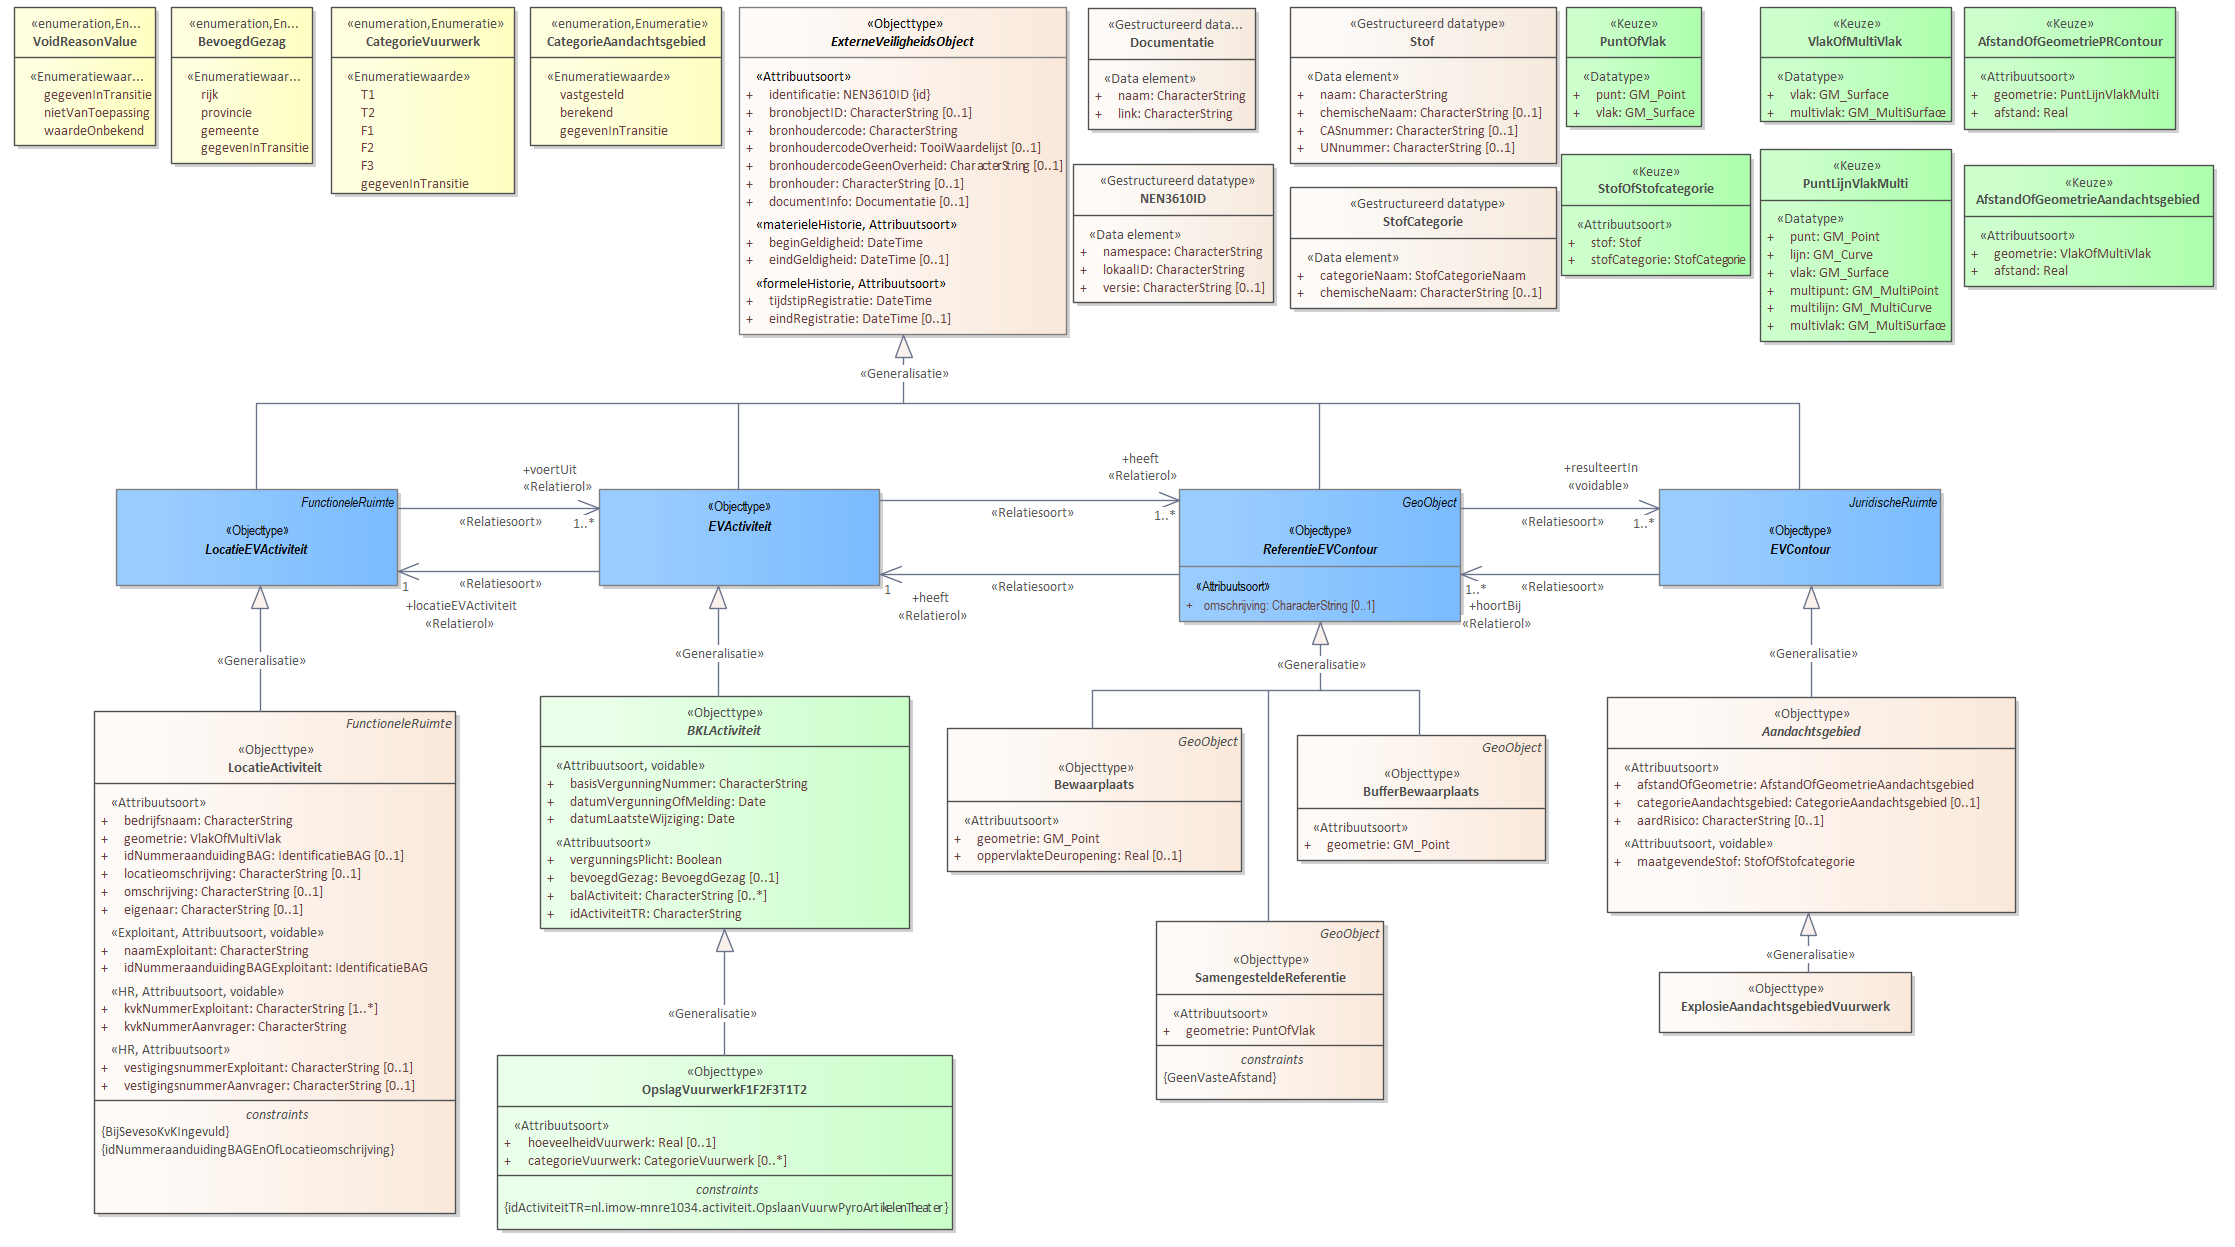 «enumeration,En...
VoidReasonValue
«Enumeratiewaar...
gegevenInTransitie
nietVanToepassing
waardeOnbekend
«enumeration,En...
BevoegdGezag
«Enumeratiewaar...
rijk
provincie
gemeente
gegevenInTransitie
«enumeration,Enumeratie»
CategorieVuurwerk
«Enumeratiewaarde»
T1
T2
F1
F2
F3
gegevenInTransitie
«enumeration,Enumeratie»
CategorieAandachtsgebied
«Enumeratiewaarde»
vastgesteld
berekend
gegevenInTransitie
«Objecttype»
ExterneVeiligheidsObject
«Attribuutsoort»
+ identificatie: NEN3610ID {id}
+ bronobjectID: CharacterString [0..1]
+ bronhoudercode: CharacterString
+ bronhoudercodeOverheid: TooiWaardelijst [0..1]
+ bronhoudercodeGeenOverheid: CharacterString [0..1]
+ bronhouder: CharacterString [0..1]
+ documentInfo: Documentatie [0..1]
«materieleHistorie, Attribuutsoort»
+ beginGeldigheid: DateTime
+ eindGeldigheid: DateTime [0..1]
«formeleHistorie, Attribuutsoort»
+ tijdstipRegistratie: DateTime
+ eindRegistratie: DateTime [0..1]
«Gestructureerd data...
Documentatie
«Data element»
+ naam: CharacterString
+ link: CharacterString
«Gestructureerd datatype»
NEN3610ID
«Data element»
+ namespace: CharacterString
+ lokaalID: CharacterString
+ versie: CharacterString [0..1]
«Gestructureerd datatype»
Stof
«Data element»
+ naam: CharacterString
+ chemischeNaam: CharacterString [0..1]
+ CASnummer: CharacterString [0..1]
+ UNnummer: CharacterString [0..1]
«Gestructureerd datatype»
StofCategorie
«Data element»
+ categorieNaam: StofCategorieNaam
+ chemischeNaam: CharacterString [0..1]
«Keuze»
PuntOfVlak
«Datatype»
+ punt: GM_Point
+ vlak: GM_Surface
«Keuze»
StofOfStofcategorie
«Attribuutsoort»
+ stof: Stof
+ stofCategorie: StofCategorie
«Keuze»
VlakOfMultiVlak
«Datatype»
+ vlak: GM_Surface
+ multivlak: GM_MultiSurface
«Keuze»
PuntLijnVlakMulti
«Datatype»
+ punt: GM_Point
+ lijn: GM_Curve
+ vlak: GM_Surface
+ multipunt: GM_MultiPoint
+ multilijn: GM_MultiCurve
+ multivlak: GM_MultiSurface
«Keuze»
AfstandOfGeometriePRContour
«Attribuutsoort»
+ geometrie: PuntLijnVlakMulti
+ afstand: Real
«Keuze»
AfstandOfGeometrieAandachtsgebied
«Attribuutsoort»
+ geometrie: VlakOfMultiVlak
+ afstand: Real
«Generalisatie»
FunctioneleRuimte
«Objecttype»
LocatieEVActiviteit
+voertUit
«Relatierol»
«Relatiesoort»
1..*
«Relatiesoort»
1
+locatieEVActiviteit
«Relatierol»
«Objecttype»
EVActiviteit
+heeft
«Relatierol»
«Relatiesoort»
1..*
«Relatiesoort»
1
+heeft
«Relatierol»
GeoObject
«Objecttype»
ReferentieEVContour
«Attribuutsoort»
+ omschrijving: CharacterString [0..1]
+resulteertIn
«voidable»
«Relatiesoort»
1..*
«Relatiesoort»
1..*
+hoortBij
«Relatierol»
JuridischeRuimte
«Objecttype»
EVContour
«Generalisatie»
«Generalisatie»
«Generalisatie»
«Generalisatie»
FunctioneleRuimte
«Objecttype»
LocatieActiviteit
«Attribuutsoort»
+ bedrijfsnaam: CharacterString
+ geometrie: VlakOfMultiVlak
+ idNummeraanduidingBAG: IdentificatieBAG [0..1]
+ locatieomschrijving: CharacterString [0..1]
+ omschrijving: CharacterString [0..1]
+ eigenaar: CharacterString [0..1]
«Exploitant, Attribuutsoort, voidable»
+ naamExploitant: CharacterString
+ idNummeraanduidingBAGExploitant: IdentificatieBAG
«HR, Attribuutsoort, voidable»
+ kvkNummerExploitant: CharacterString [1..*]
+ kvkNummerAanvrager: CharacterString
«HR, Attribuutsoort»
+ vestigingsnummerExploitant: CharacterString [0..1]
+ vestigingsnummerAanvrager: CharacterString [0..1]
constraints
{BijSevesoKvKIngevuld}
{idNummeraanduidingBAGEnOfLocatieomschrijving}
«Objecttype»
BKLActiviteit
«Attribuutsoort, voidable»
+ basisVergunningNummer: CharacterString
+ datumVergunningOfMelding: Date
+ datumLaatsteWijziging: Date
«Attribuutsoort»
+ vergunningsPlicht: Boolean
+ bevoegdGezag: BevoegdGezag [0..1]
+ balActiviteit: CharacterString [0..*]
+ idActiviteitTR: CharacterString
«Generalisatie»
«Objecttype»
OpslagVuurwerkF1F2F3T1T2
«Attribuutsoort»
+ hoeveelheidVuurwerk: Real [0..1]
+ categorieVuurwerk: CategorieVuurwerk [0..*]
constraints
{idActiviteitTR=nl.imow-mnre1034.activiteit.OpslaanVuurwPyroArtikelenTheater}
GeoObject
«Objecttype»
Bewaarplaats
«Attribuutsoort»
+ geometrie: GM_Point
+ oppervlakteDeuropening: Real [0..1]
GeoObject
«Objecttype»
BufferBewaarplaats
«Attribuutsoort»
+ geometrie: GM_Point
GeoObject
«Objecttype»
SamengesteldeReferentie
«Attribuutsoort»
+ geometrie: PuntOfVlak
constraints
{GeenVasteAfstand}
«Objecttype»
Aandachtsgebied
«Attribuutsoort»
+ afstandOfGeometrie: AfstandOfGeometrieAandachtsgebied
+ categorieAandachtsgebied: CategorieAandachtsgebied [0..1]
+ aardRisico: CharacterString [0..1]
«Attribuutsoort, voidable»
+ maatgevendeStof: StofOfStofcategorie
«Generalisatie»
«Objecttype»
ExplosieAandachtsgebiedVuurwerk